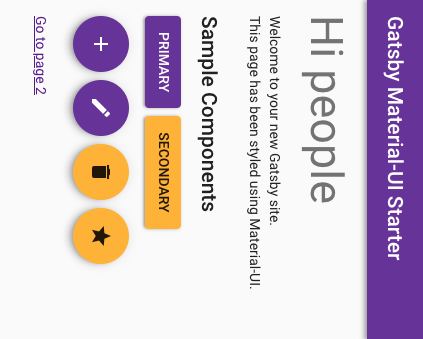 Gatsby Material-UI Starter
Hi people
Welcome to your new Gatsby site.
This page has been styled using Material-UI.
Sample Components
PRIMARY
SECONDARY
Go to page 2